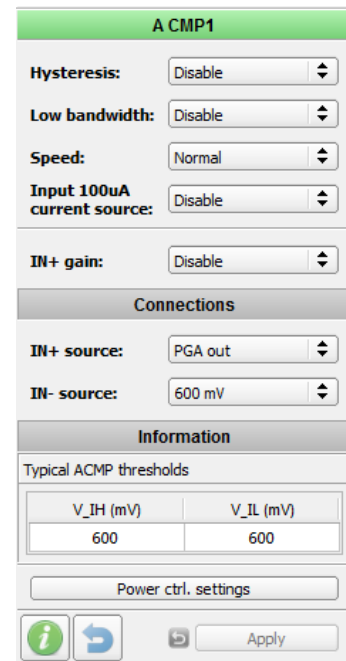 A CMP1
Hysteresis: Disable
Low bandwidth: Disable
Speed: Normal
Input 100uA
current source: Disable
IN+ gain: Disable
Connections
IN+ source: PGA out
IN- source: 600 mV
Information
Typical ACMP thresholds
V_IH (mV) V_IL (mV)
600 600
Power ctrl. settings
Apply